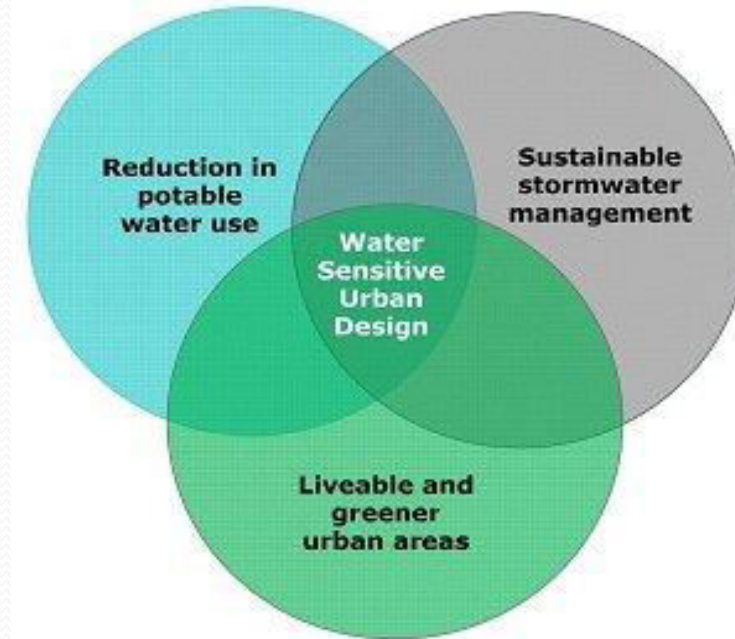 Reduction in
potable
water use
Sustainable
stormwater
management
Water
Sensitive
Urban
Design
Liveable and
greener
urban areas